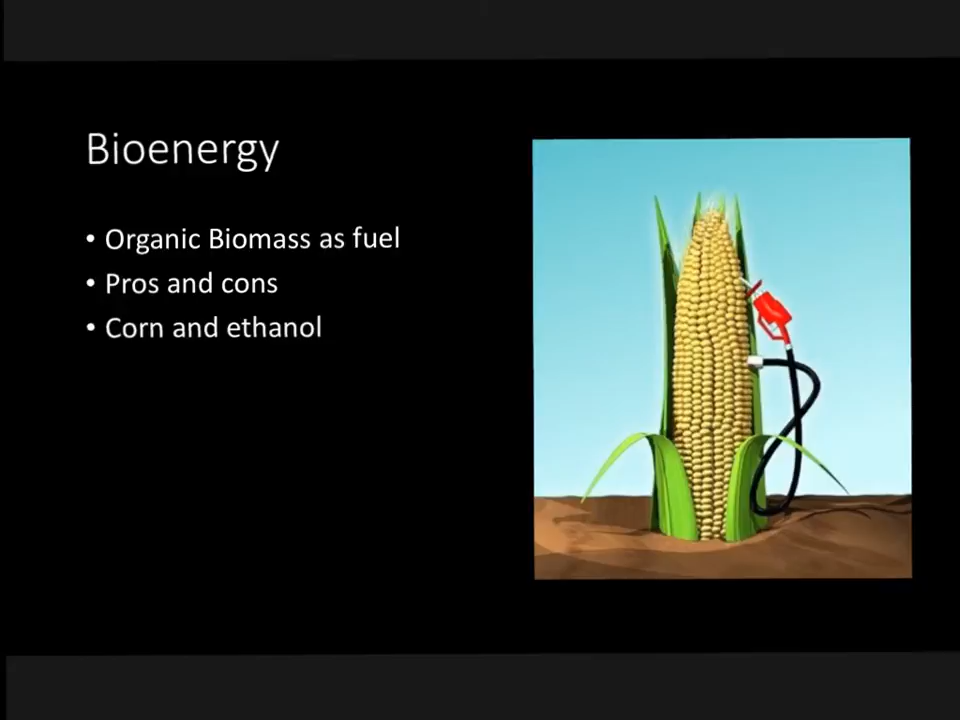 Bioenergy
• Organic Biomass as fuel
• Pros and cons
• Corn and ethanol